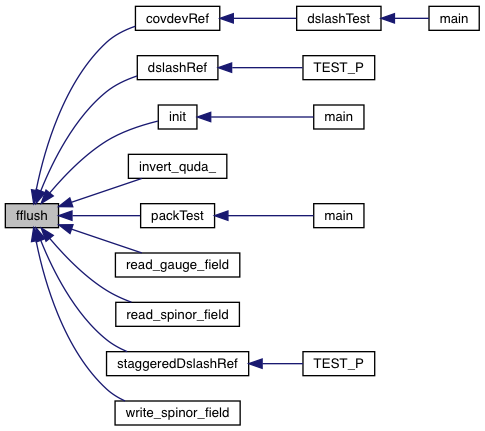 covdevRef
dslashTest
main
dslashRef
TEST_P
init
main
invert_quda_
fflush
packTest
main
read_gauge_field
read_spinor_field
staggeredDslashRef
TEST_P
write_spinor_field